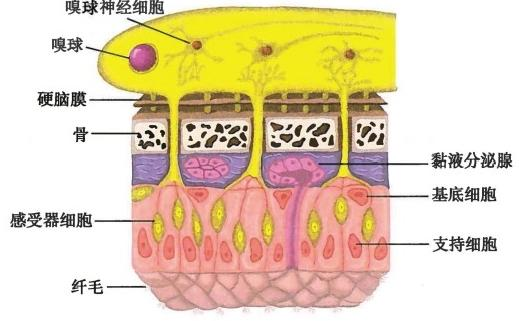 嗅球神经细胞
嗅球
硬脑膜
骨
黏液分泌腺
基底细胞
感受器细胞
支持细胞
纤毛